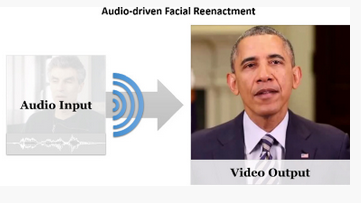 Audio-driven Facial Reenactment
Audio Input
Video Output